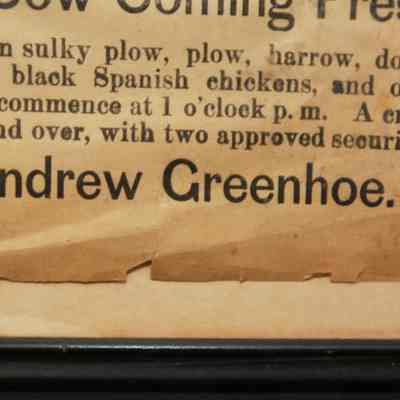 Cow Coming Fres
n sulky plow, plow, harrow, do
black Spanish chickens, and o
commence at 1 o'clock p. m. A cr
nd over, with two approved securi
ndrew Greenhoe.